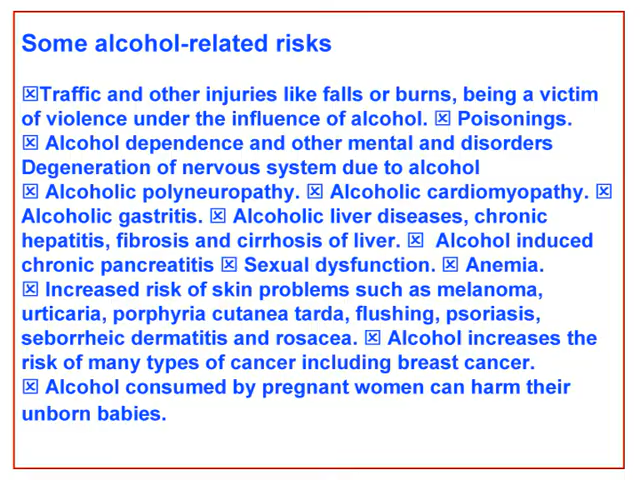 Some alcohol-related risks
☒Traffic and other injuries like falls or burns, being a victim
of violence under the influence of alcohol. ☒ Poisonings.
☒ Alcohol dependence and other mental and disorders
Degeneration of nervous system due to alcohol
☒ Alcoholic polyneuropathy. ☒ Alcoholic cardiomyopathy. ☒
Alcoholic gastritis. ☒ Alcoholic liver diseases, chronic
hepatitis, fibrosis and cirrhosis of liver. ☒ Alcohol induced
chronic pancreatitis ☒ Sexual dysfunction. ☒ Anemia.
☒ Increased risk of skin problems such as melanoma,
urticaria, porphyria cutanea tarda, flushing, psoriasis,
seborrheic dermatitis and rosacea. ☒ Alcohol increases the
risk of many types of cancer including breast cancer.
☒ Alcohol consumed by pregnant women can harm their
unborn babies.